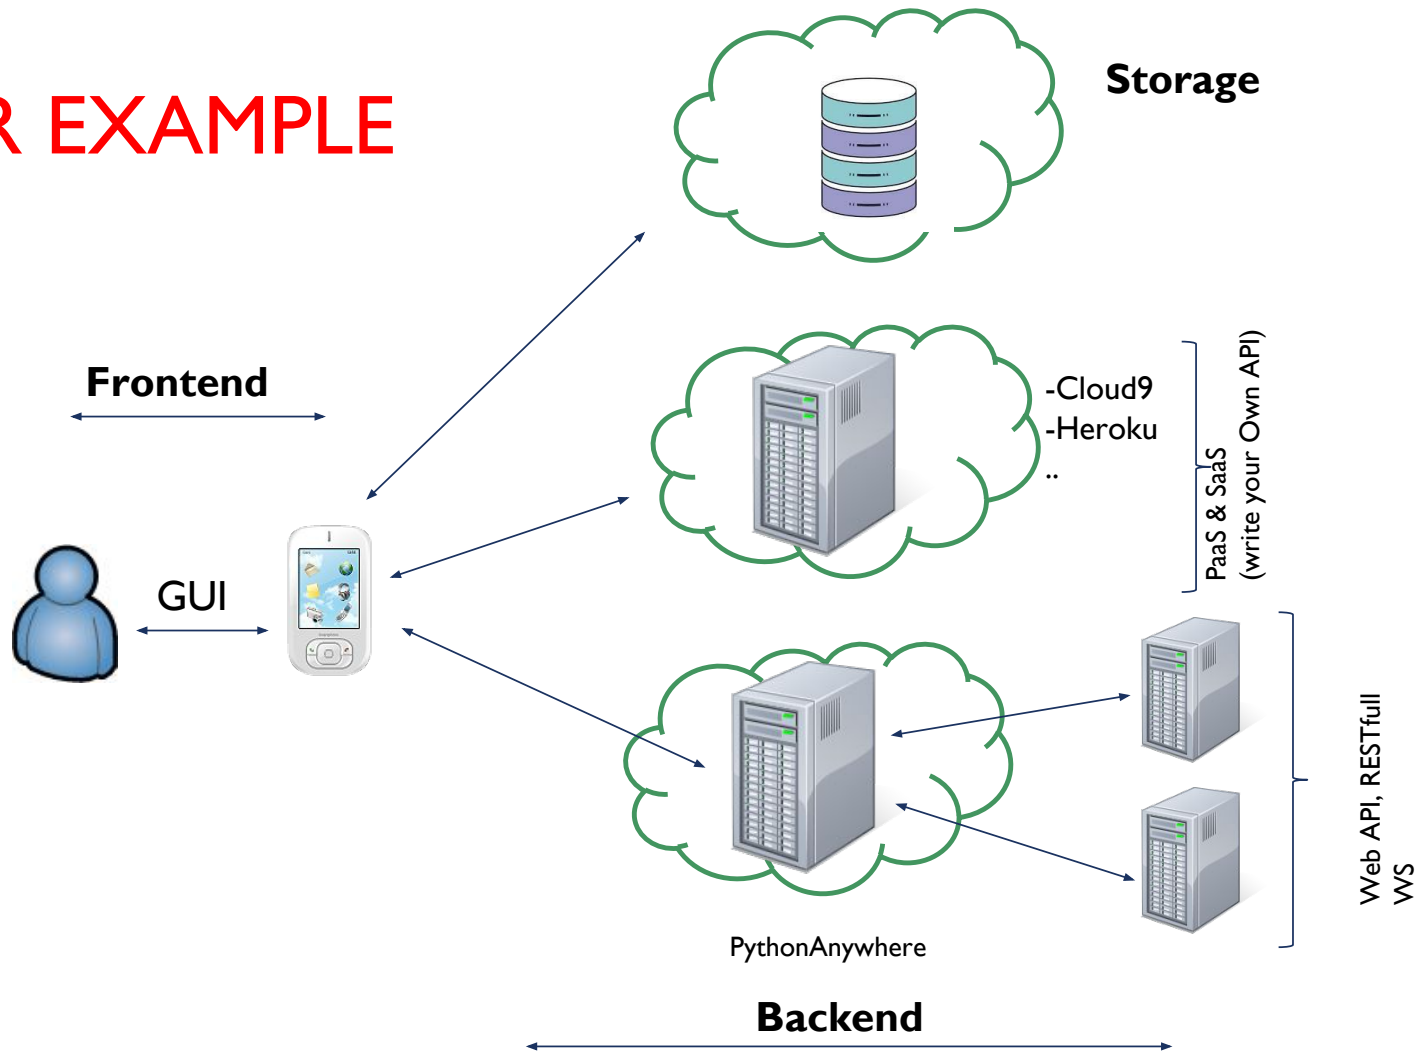 R EXAMPLE
Storage
Frontend
-Cloud9
-Heroku
..
PaaS & SaaS
(write your Own API)
GUI
Web API, RESTfull
WS
PythonAnywhere
Backend